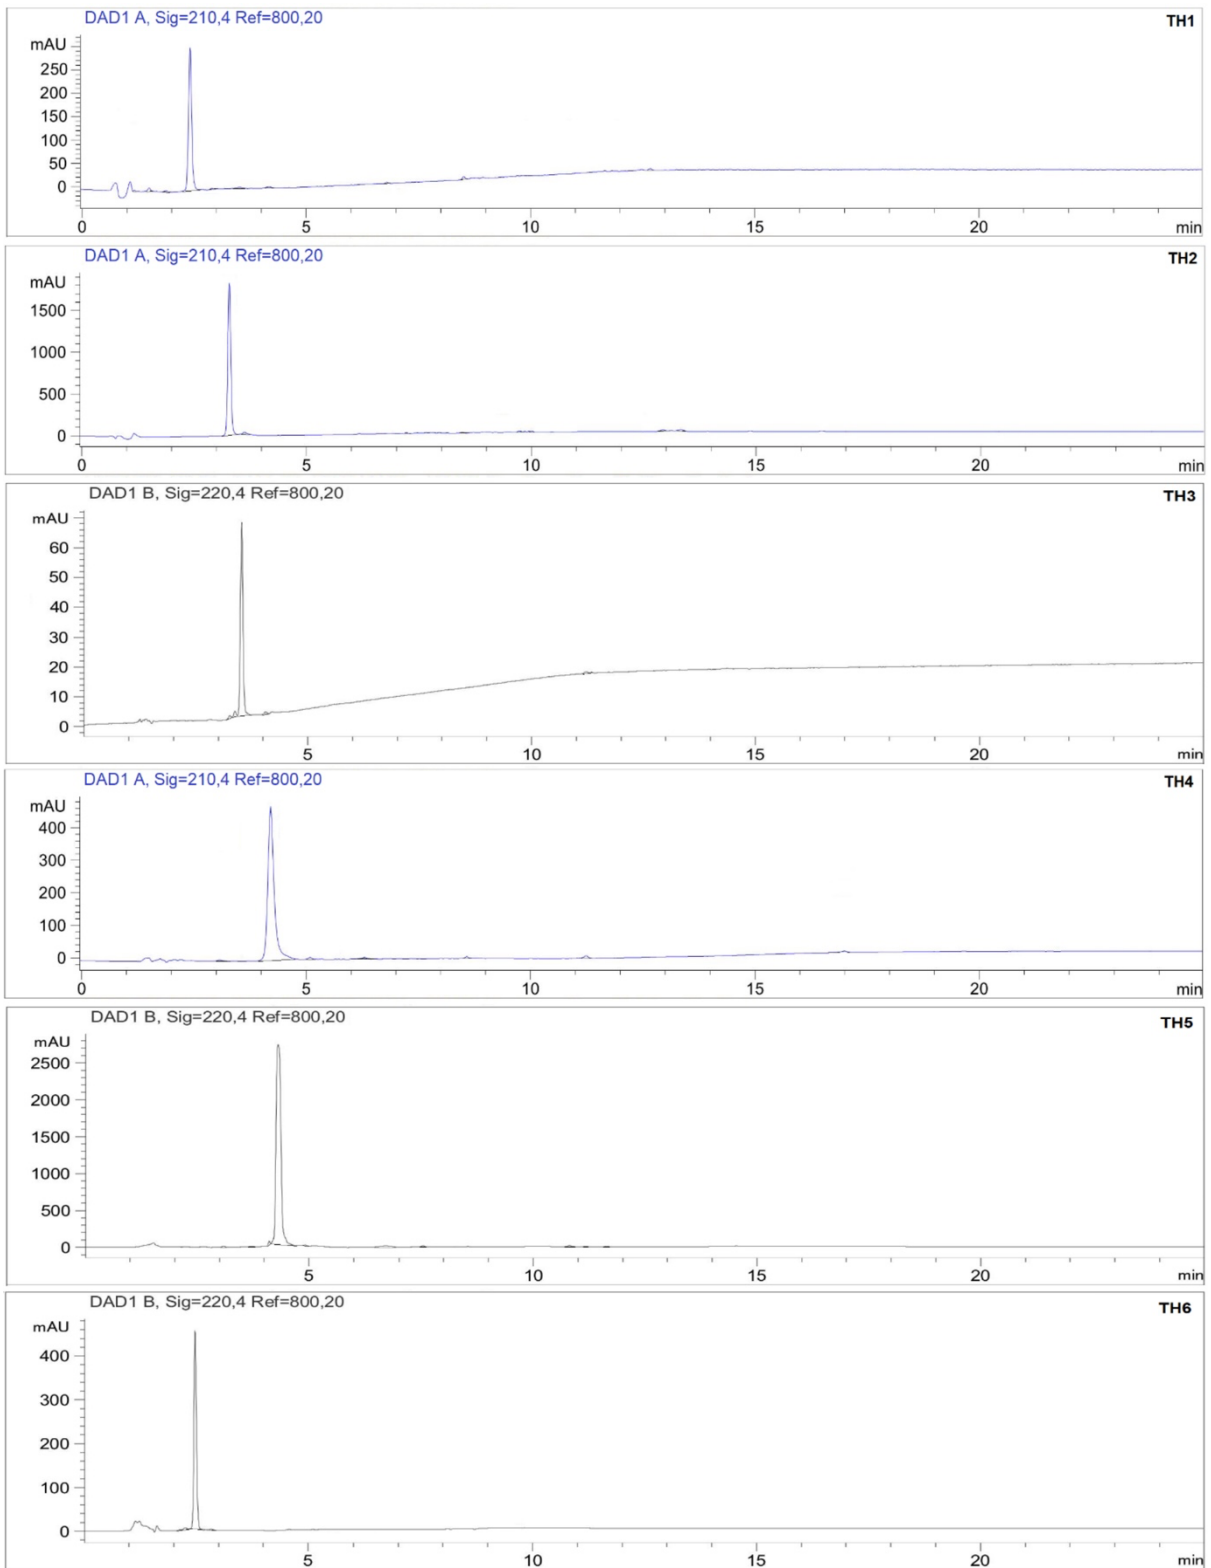 DAD1 A, Sig=210,4 Ref=800,20 TH1
mAU
250
200
150
100
50
0
0 5 10 15 20 min
DAD1 A, Sig=210,4 Ref=800,20 TH2
mAU
1500
1000
500
0
0 5 10 15 20 min
DAD1 B, Sig=220,4 Ref=800,20 TH3
mAU
60
50
40
30
20
10
0
5 10 15 20 min
DAD1 A, Sig=210,4 Ref=800,20 TH4
mAU
400
300
200
100
0
0 5 10 15 20 min
DAD1 B, Sig=220,4 Ref=800,20 TH5
mAU
2500
2000
1500
1000
500
0
5 10 15 20 min
DAD1 B, Sig=220,4 Ref=800,20 TH6
mAU
400
300
200
100
0
5 10 15 20 min